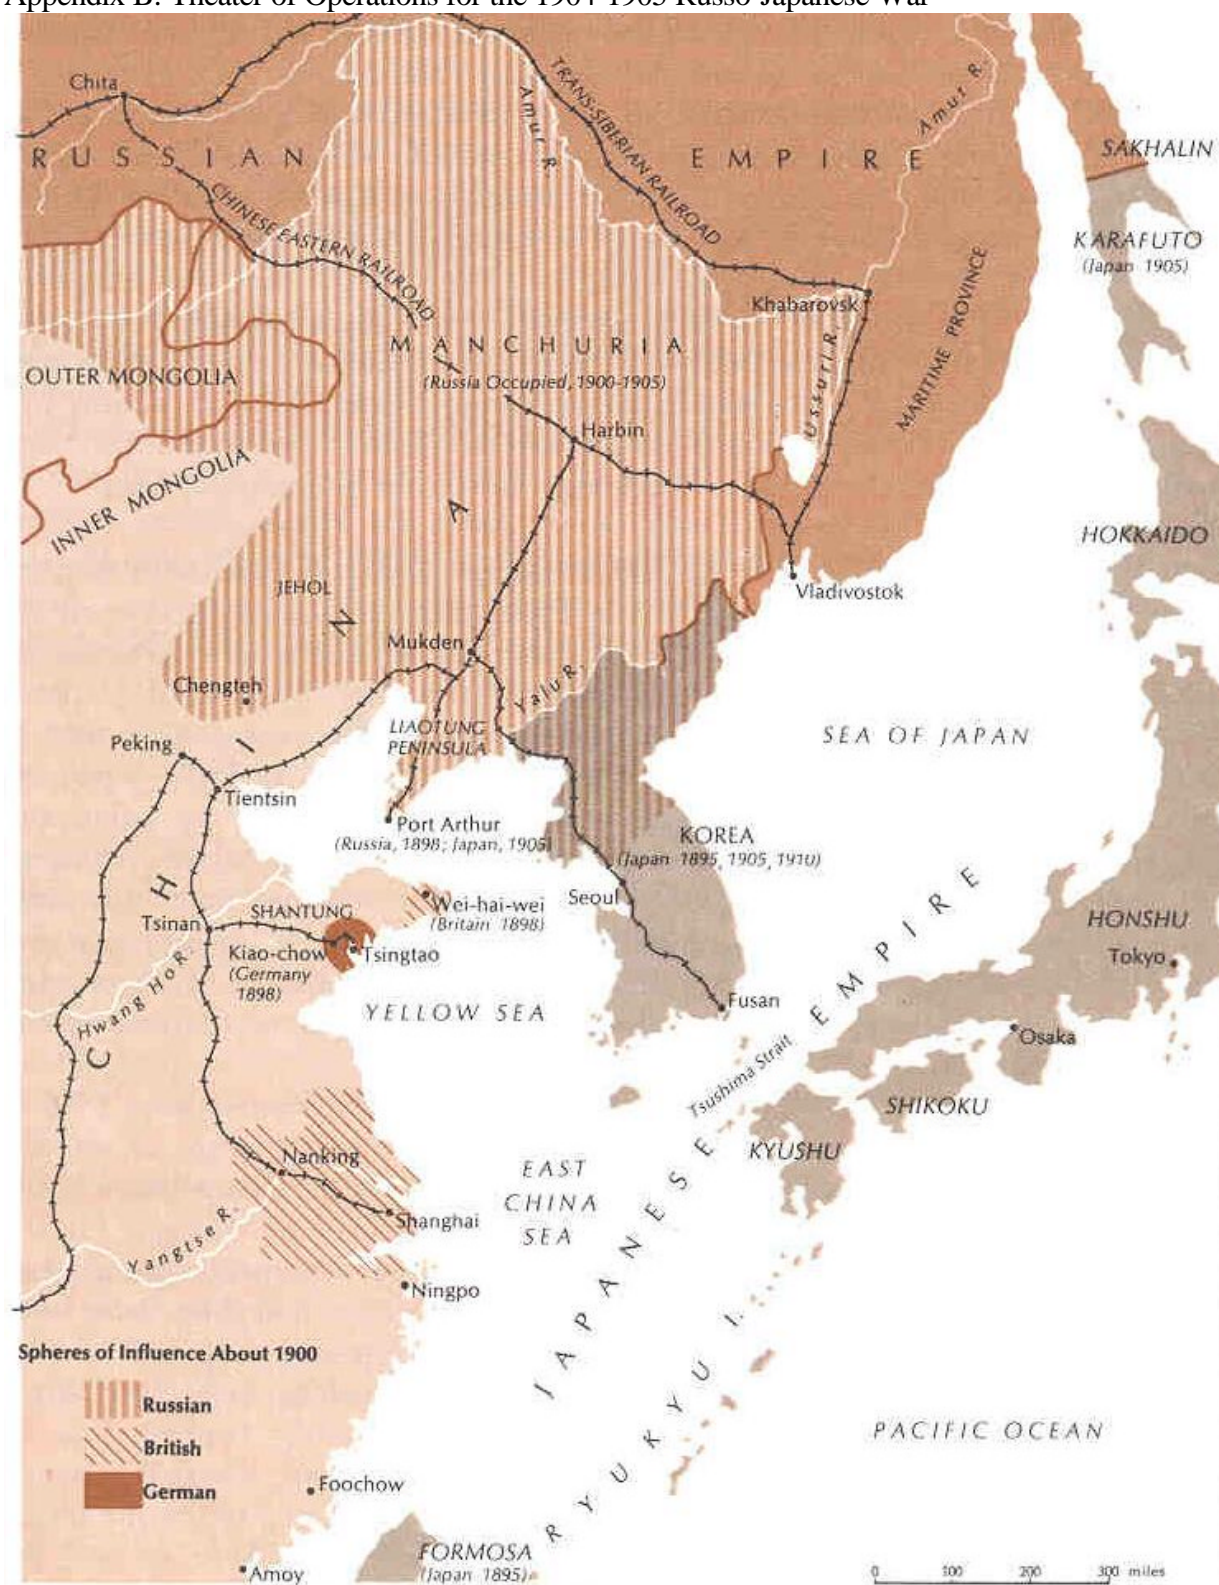 Appendix B: Theater of Operations for the 1904-1905 Russo-Japanese War
Chita
TRANS-SIBERIAN RAILROAD
Amur R.
Amur R.
RUSSIAN
EMPIRE
SAKHALIN
CHINESE EASTERN RAILROAD
KARAFUTO
(Japan 1905)
Khabarovsk
MARITIME PROVINCE
Ussuri R.
MANCHURIA
(Russia Occupied, 1900-1905)
OUTER MONGOLIA
Harbin
INNER MONGOLIA
HOKKAIDO
JEHOL
Vladivostok
Mukden
Chengteh
Yalu R.
LIAOTUNG
PENINSULA
SEA OF JAPAN
Peking
Tientsin
Port Arthur
(Russia, 1898; Japan, 1905)
KOREA
(Japan 1895, 1905, 1910)
CHINA
Seoul
Wei-hai-wei
(Britain 1898)
SHANTUNG
Tsinan
Kiao-chow
(Germany
1898)
Tsingtao
Hwang Ho R.
HONSHU
Tokyo
YELLOW SEA
Fusan
Osaka
Tsushima Strait
JAPANESE EMPIRE
SHIKOKU
KYUSHU
Nanking
EAST
CHINA
SEA
Shanghai
Yangtse R.
Ningpo
RYUKYU I.
Spheres of Influence About 1900
Russian
British
German
PACIFIC OCEAN
Foochow
FORMOSA
(Japan 1895)
Amoy
0 100 200 300 miles